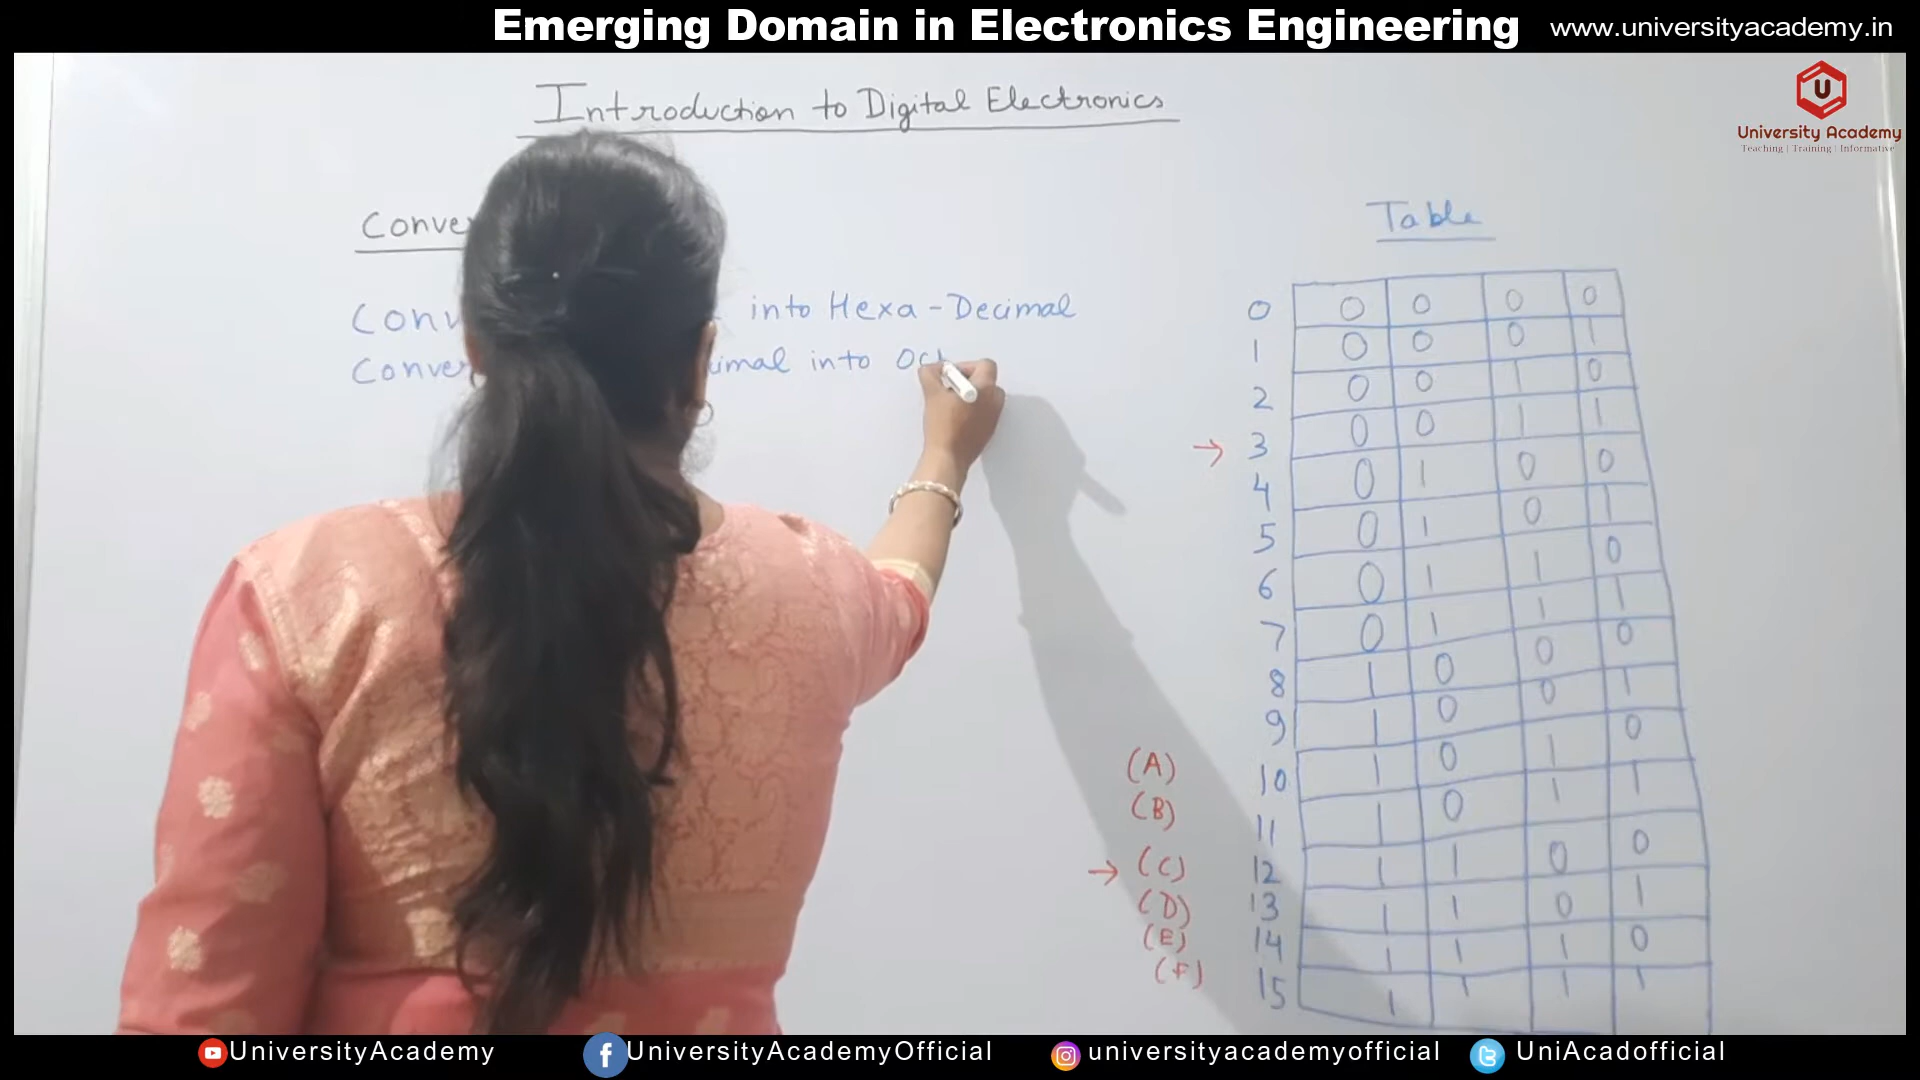 Emerging Domain in Electronics Engineering www.universityacademy.in
U
University Academy
Teaching | Training | Informative
Introduction to Digital Electronics
into Hexa-Decimal
into
Table
0 0 0 0 0
1 0 0 0 1
2 0 0 1 0
→ 3 0 0 1 1
4 0 1 0 0
5 0 1 0 1
6 0 1 1 0
7 0 1 1 1
8 1 0 0 0
9 1 0 0 1
(A) 10 1 0 1 0
(B) 11 1 0 1 1
→ (C) 12 1 1 0 0
(D) 13 1 1 0 1
(E) 14 1 1 1 0
(F) 15 1 1 1 1
UniversityAcademy UniversityAcademyOfficial universityacademyofficial UniAcadofficial